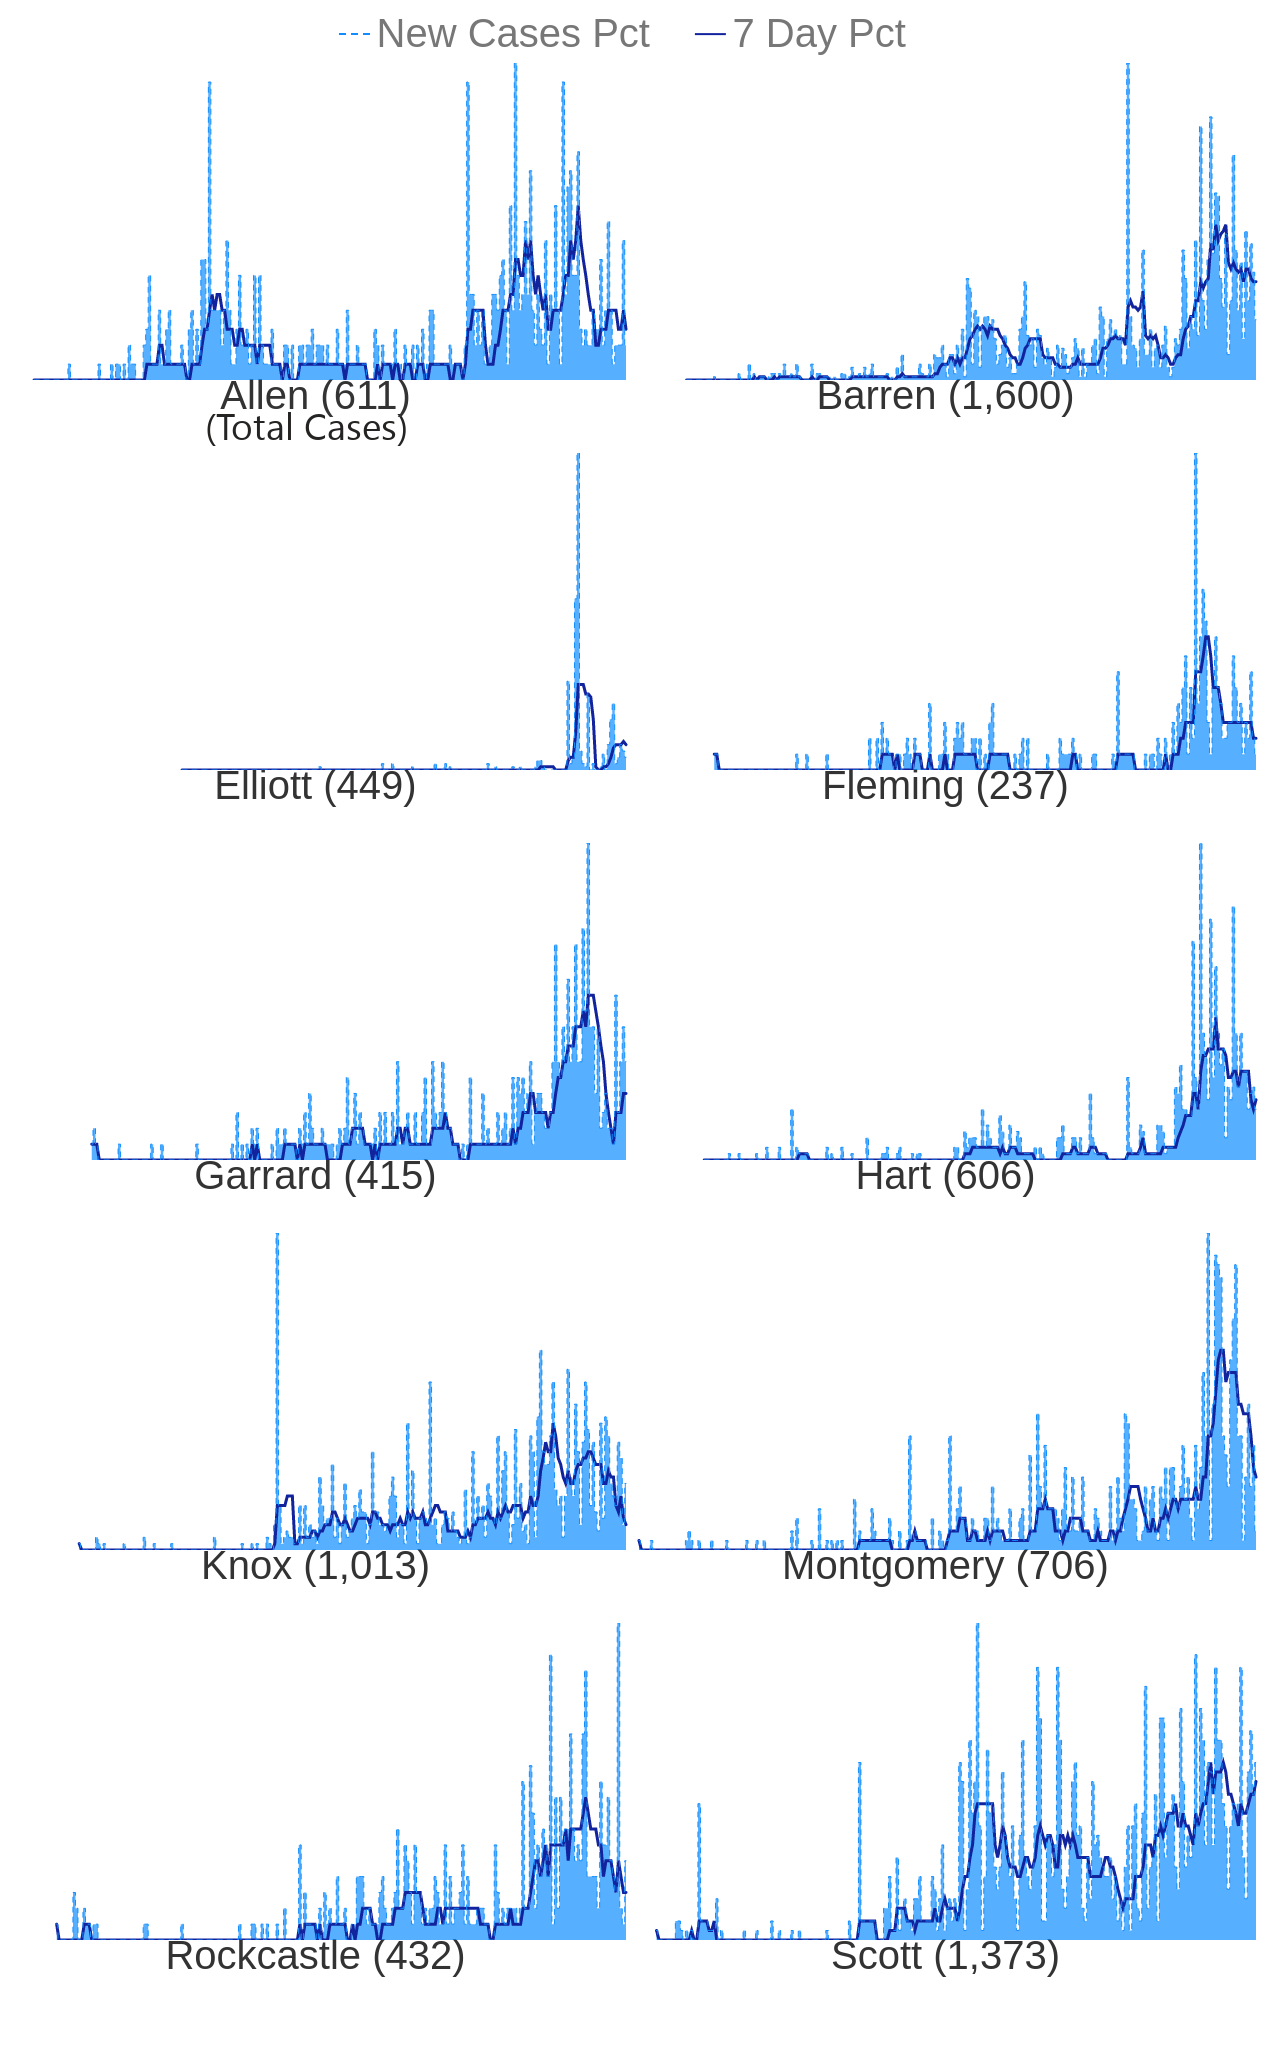 New Cases Pct 7 Day Pct
Allen (611) Barren (1,600)
(Total Cases)
Elliott (449) Fleming (237)
Garrard (415) Hart (606)
Knox (1,013) Montgomery (706)
Rockcastle (432) Scott (1,373)